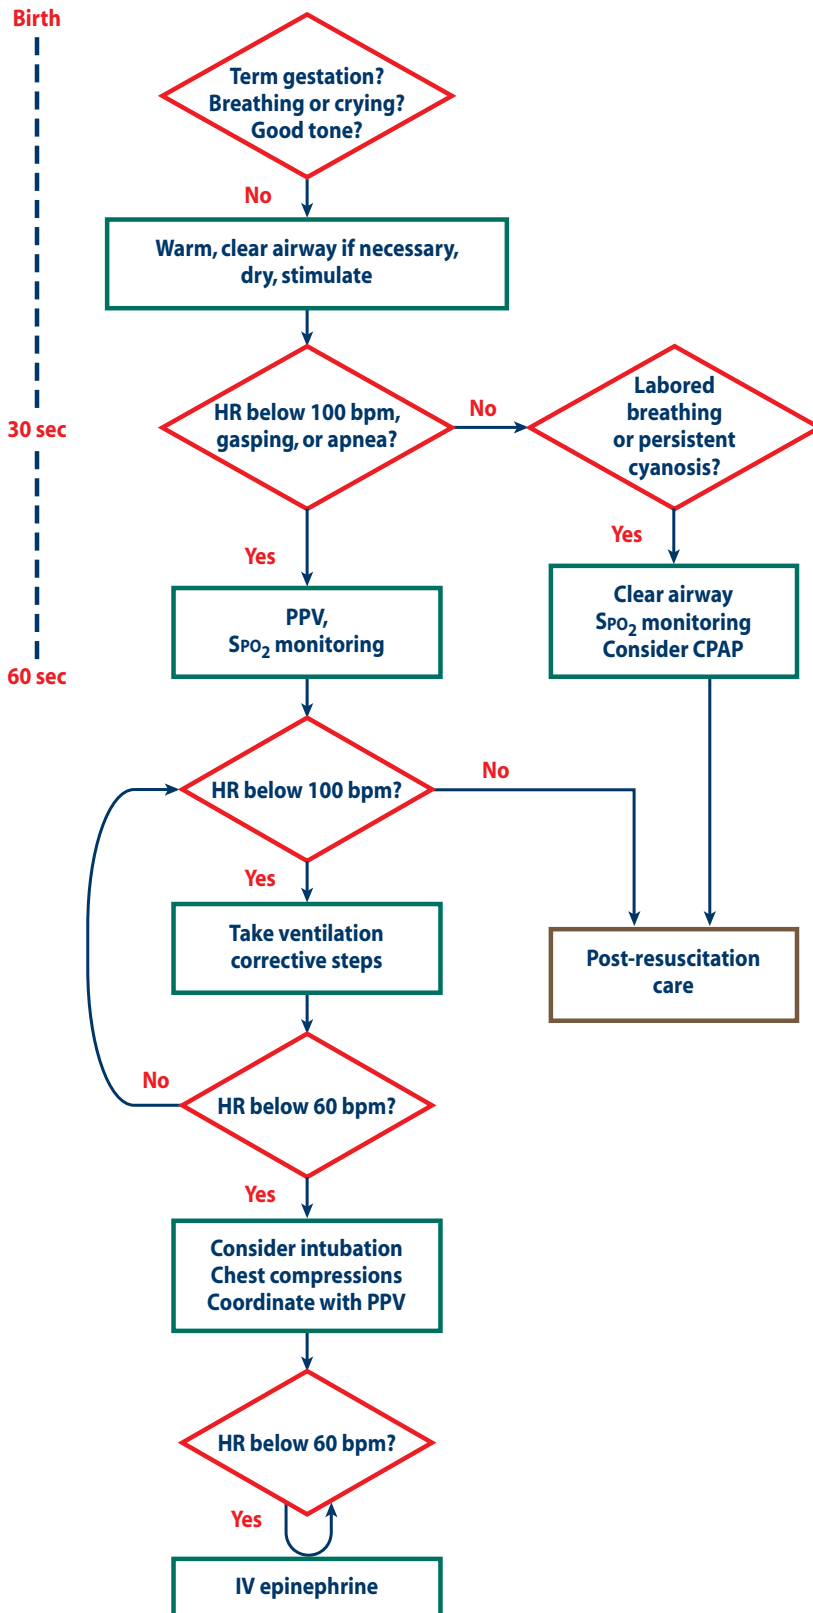 Birth
Term gestation?
Breathing or crying?
Good tone?
No
Warm, clear airway if necessary,
dry, stimulate
30 sec
HR below 100 bpm,
gasping, or apnea?
No
Labored
breathing
or persistent
cyanosis?
Yes
Yes
PPV,
SPO₂ monitoring
Clear airway
SPO₂ monitoring
Consider CPAP
60 sec
HR below 100 bpm?
No
Yes
Take ventilation
corrective steps
Post-resuscitation
care
No
HR below 60 bpm?
Yes
Consider intubation
Chest compressions
Coordinate with PPV
HR below 60 bpm?
Yes
IV epinephrine